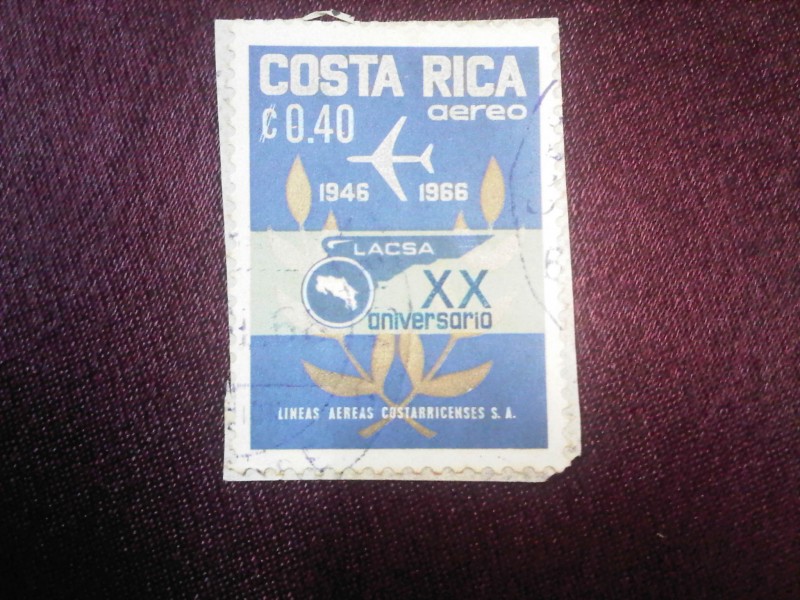 COSTA RICA
aereo
₡ 0.40
1946 1966
LACSA
XX
aniversario
LINEAS AEREAS COSTARRICENSES S. A.